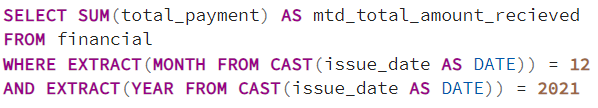 SELECT SUM(total_payment) AS mtd_total_amount_recieved
FROM financial
WHERE EXTRACT(MONTH FROM CAST(issue_date AS DATE)) = 12
AND EXTRACT(YEAR FROM CAST(issue_date AS DATE)) = 2021